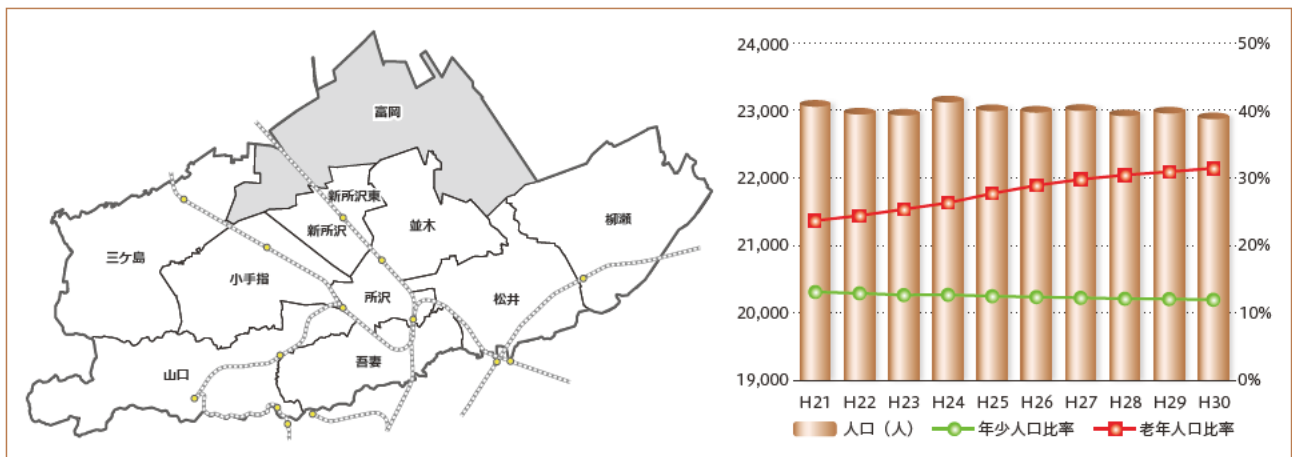 富岡
新所沢東
新所沢
並木
柳瀬
三ケ島
小手指
所沢
松井
山口
吾妻
24,000
23,000
22,000
21,000
20,000
19,000
50%
40%
30%
20%
10%
0%
H21 H22 H23 H24 H25 H26 H27 H28 H29 H30
人口（人） 年少人口比率 老年人口比率